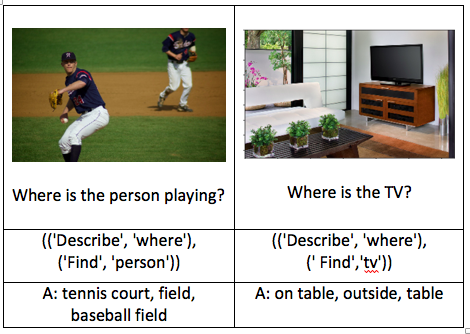 Where is the person playing?
Where is the TV?
(('Describe', 'where'),
('Find', 'person'))
(('Describe', 'where'),
(' Find','tv'))
A: tennis court, field,
baseball field
A: on table, outside, table